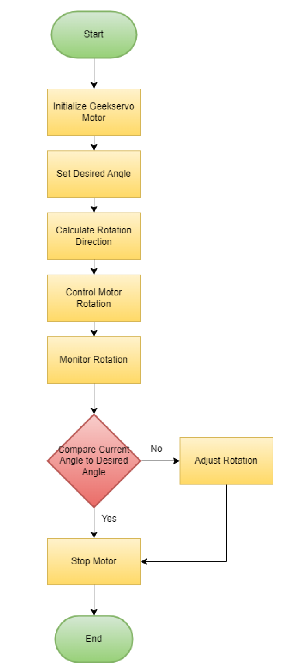 Start
Initialize Geekservo
Motor
Set Desired Angle
Calculate Rotation
Direction
Control Motor
Rotation
Monitor Rotation
Compare Current
Angle to Desired
Angle
No
Adjust Rotation
Yes
Stop Motor
End